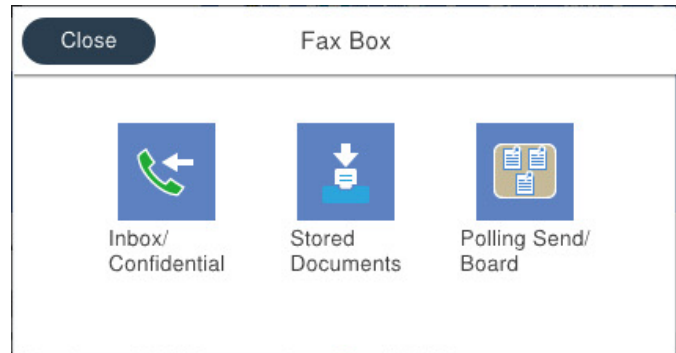 Close
Fax Box
Inbox/
Confidential
Stored
Documents
Polling Send/
Board